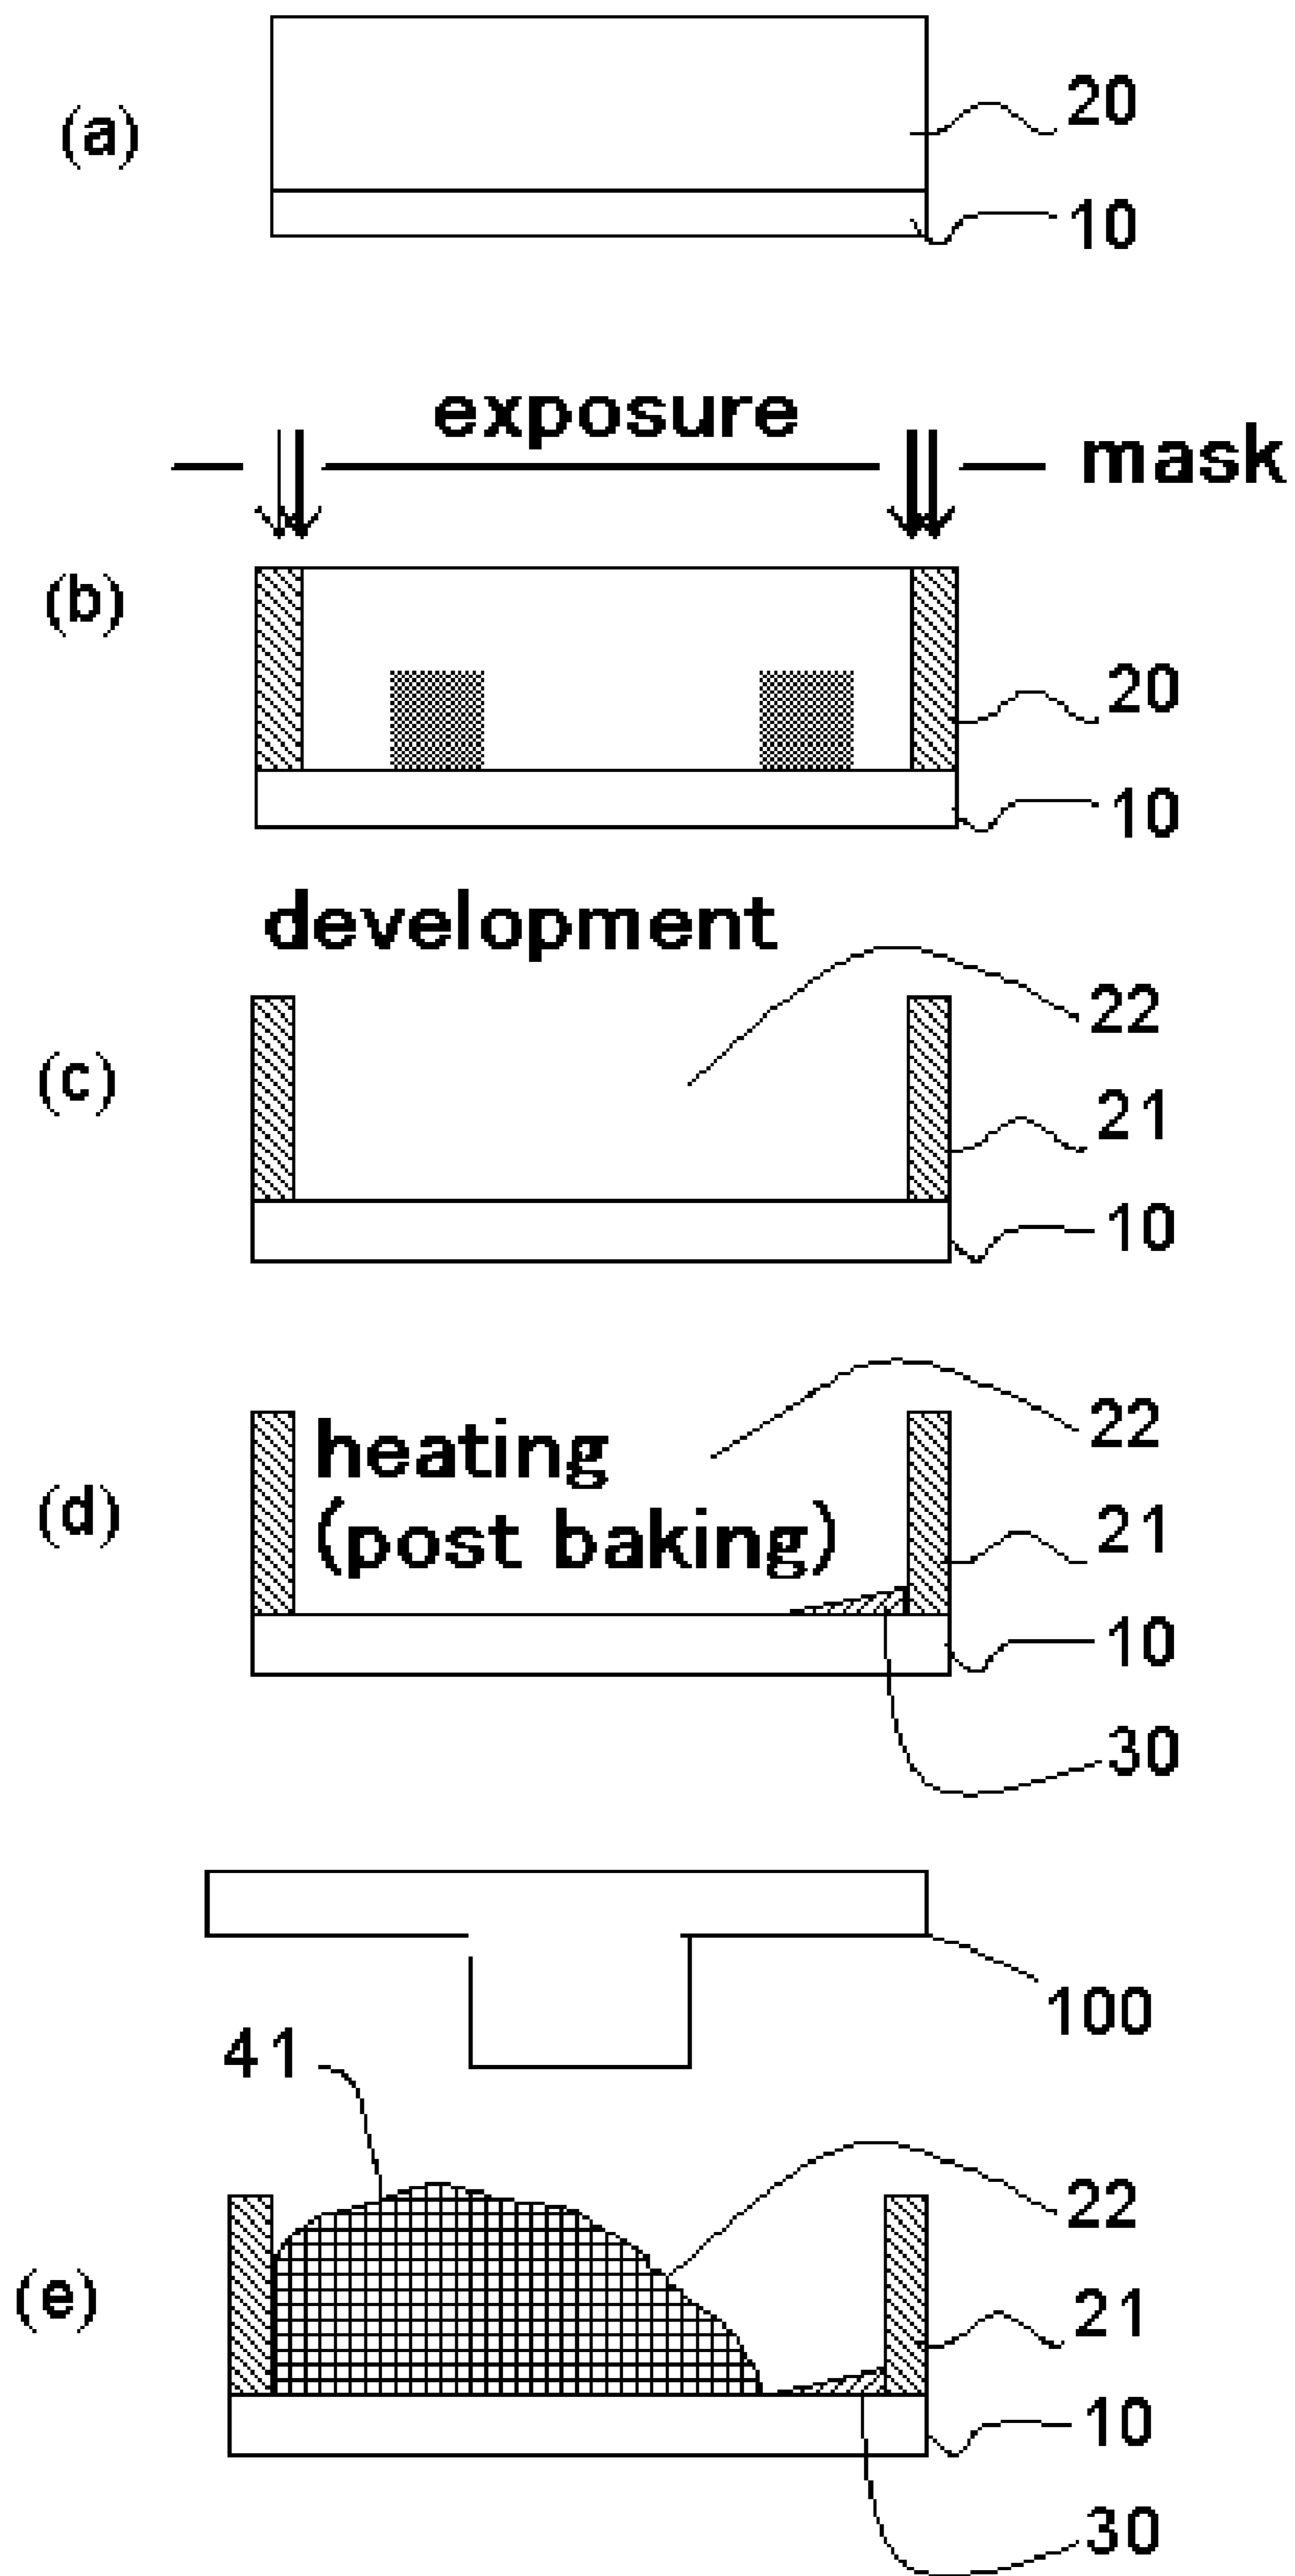 (a)
20
10
exposure
mask
(b)
20
10
development
22
(c)
21
10
22
heating
(post baking)
(d)
21
10
30
100
41
22
(e)
21
10
30